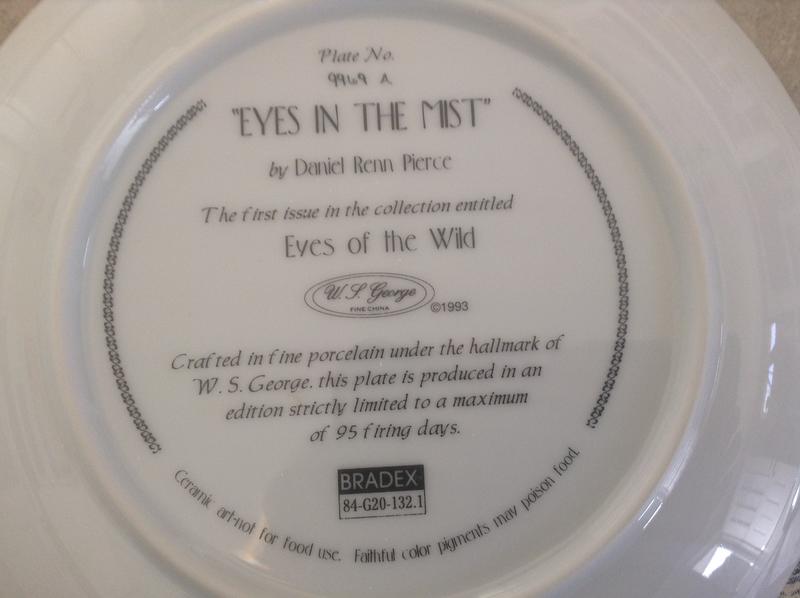 Plate No.
9969 A
"EYES IN THE MIST"
by Daniel Renn Pierce
The first issue in the collection entitled
Eyes of the Wild
W. S. George
FINE CHINA
©1993
Crafted in fine porcelain under the hallmark of
W. S. George, this plate is produced in an
edition strictly limited to a maximum
of 95 firing days.
BRADEX
84-G20-132.1
Ceramic art-not for food use. Faithful color pigments may poison food.